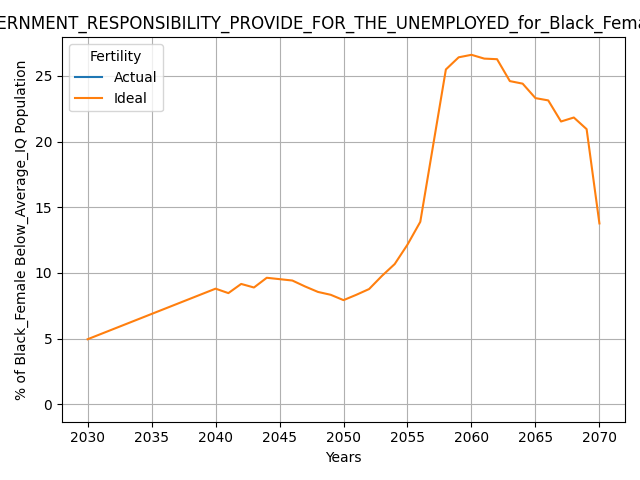 ERNMENT_RESPONSIBILITY_PROVIDE_FOR_THE_UNEMPLOYED_for_Black_Fema
Fertility
Actual
Ideal
% of Black_Female Below_Average_IQ Population
25
20
15
10
5
0
2030 2035 2040 2045 2050 2055 2060 2065 2070
Years